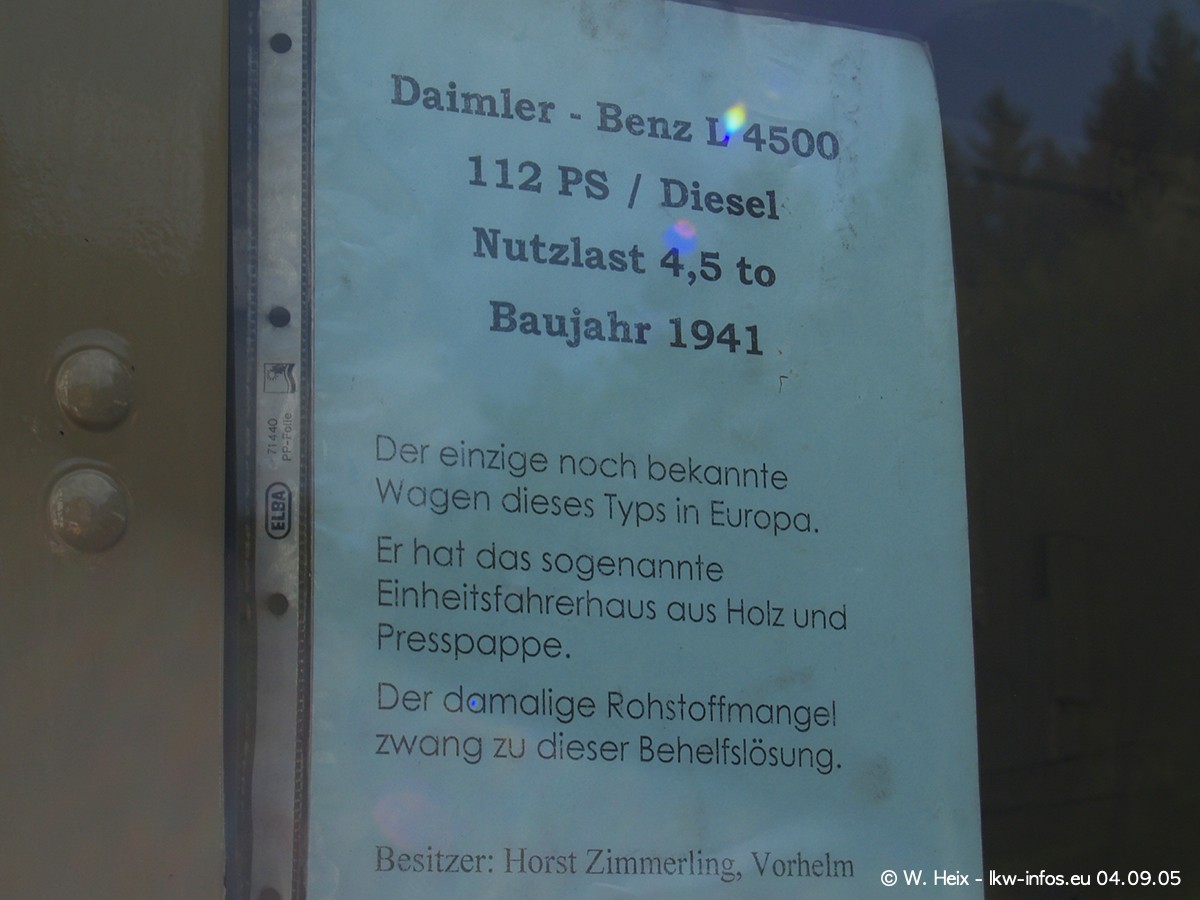 Daimler - Benz L 4500
112 PS / Diesel
Nutzlast 4,5 to
Baujahr 1941
Der einzige noch bekannte
Wagen dieses Typs in Europa.
Er hat das sogenannte
Einheitsfahrerhaus aus Holz und
Presspappe.
Der damalige Rohstoffmangel
zwang zu dieser Behelfslösung.
Besitzer: Horst Zimmerling, Vorhelm
71440
PP-Folie
ELBA
© W. Heix - lkw-infos.eu 04.09.05